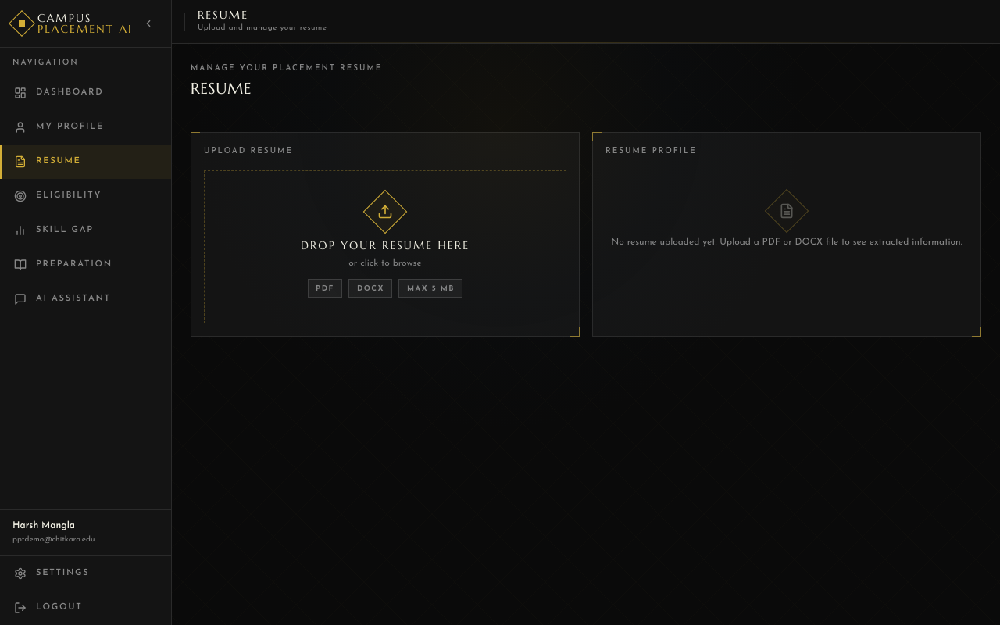 CAMPUS
PLACEMENT AI
NAVIGATION
DASHBOARD
MY PROFILE
RESUME
ELIGIBILITY
SKILL GAP
PREPARATION
AI ASSISTANT
Harsh Mangla
pptdemo@chitkara.edu
SETTINGS
LOGOUT
RESUME
Upload and manage your resume
MANAGE YOUR PLACEMENT RESUME
RESUME
UPLOAD RESUME
DROP YOUR RESUME HERE
or click to browse
PDF DOCX MAX 5 MB
RESUME PROFILE
No resume uploaded yet. Upload a PDF or DOCX file to see extracted information.